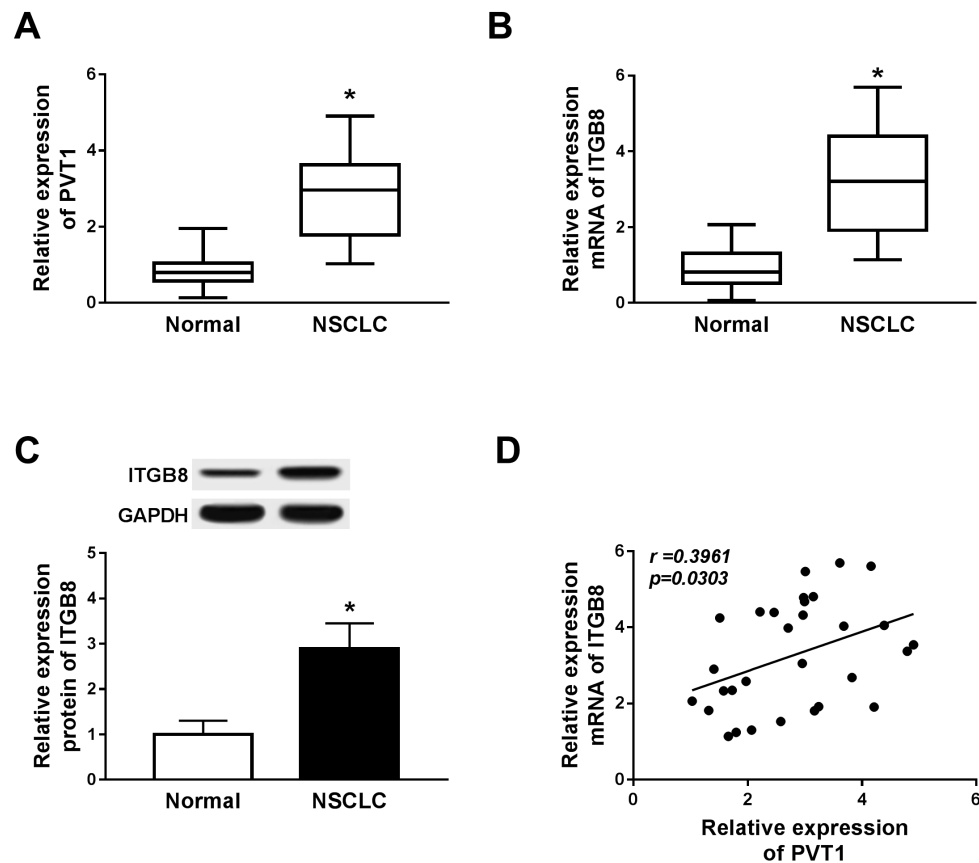 A
Relative expression
of PVT1
6
4
2
0
*
Normal
NSCLC
B
Relative expression
mRNA of ITGB8
6
4
2
0
*
Normal
NSCLC
C
ITGB8
GAPDH
Relative expression
protein of ITGB8
5
4
3
2
1
0
*
Normal
NSCLC
D
Relative expression
mRNA of ITGB8
6
4
2
0
r =0.3961
p=0.0303
0
2
4
6
Relative expression
of PVT1